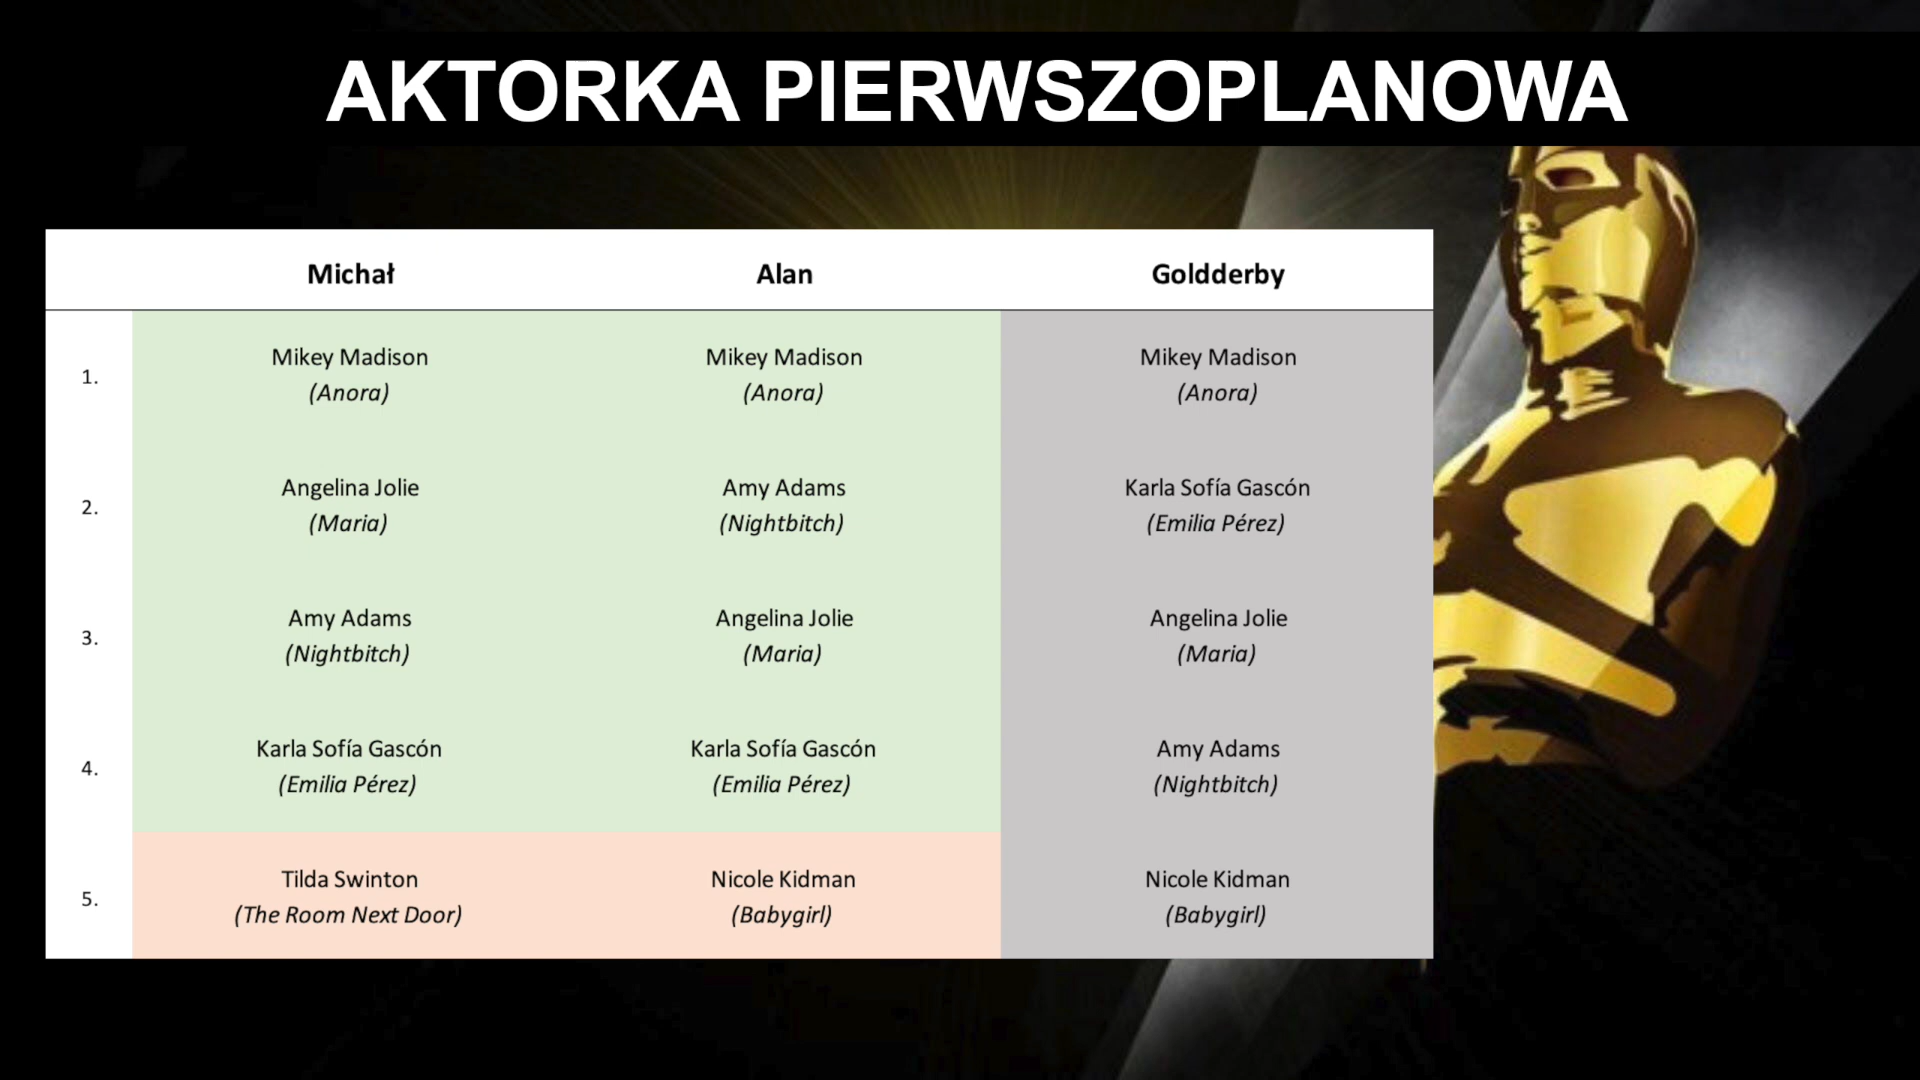 AKTORKA PIERWSZOPLANOWA
Michał Alan Goldderby
1. Mikey Madison Mikey Madison Mikey Madison
(Anora) (Anora) (Anora)
2. Angelina Jolie Amy Adams Karla Sofía Gascón
(Maria) (Nightbitch) (Emilia Pérez)
3. Amy Adams Angelina Jolie Angelina Jolie
(Nightbitch) (Maria) (Maria)
4. Karla Sofía Gascón Karla Sofía Gascón Amy Adams
(Emilia Pérez) (Emilia Pérez) (Nightbitch)
5. Tilda Swinton Nicole Kidman Nicole Kidman
(The Room Next Door) (Babygirl) (Babygirl)